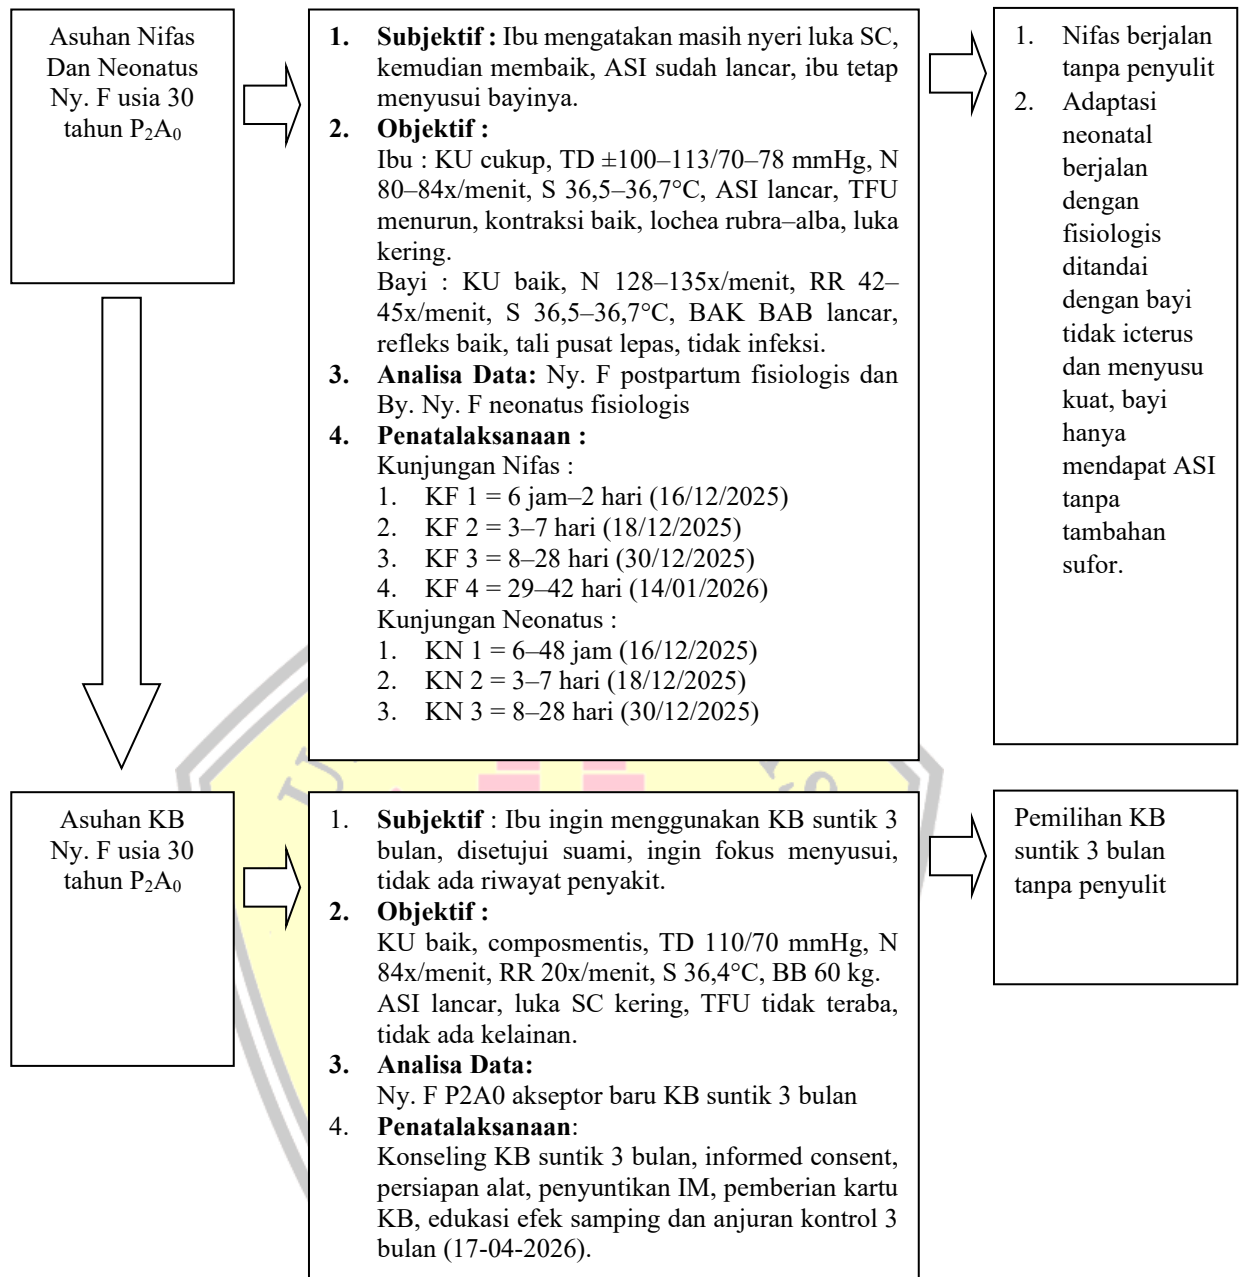 Asuhan Nifas
Dan Neonatus
Ny. F usia 30
tahun P₂A₀
1. Subjektif : Ibu mengatakan masih nyeri luka SC,
kemudian membaik, ASI sudah lancar, ibu tetap
menyusui bayinya.
2. Objektif :
Ibu : KU cukup, TD ±100–113/70–78 mmHg, N
80–84x/menit, S 36,5–36,7°C, ASI lancar, TFU
menurun, kontraksi baik, lochea rubra–alba, luka
kering.
Bayi : KU baik, N 128–135x/menit, RR 42–
45x/menit, S 36,5–36,7°C, BAK BAB lancar,
refleks baik, tali pusat lepas, tidak infeksi.
3. Analisa Data: Ny. F postpartum fisiologis dan
By. Ny. F neonatus fisiologis
4. Penatalaksanaan :
Kunjungan Nifas :
1. KF 1 = 6 jam–2 hari (16/12/2025)
2. KF 2 = 3–7 hari (18/12/2025)
3. KF 3 = 8–28 hari (30/12/2025)
4. KF 4 = 29–42 hari (14/01/2026)
Kunjungan Neonatus :
1. KN 1 = 6–48 jam (16/12/2025)
2. KN 2 = 3–7 hari (18/12/2025)
3. KN 3 = 8–28 hari (30/12/2025)
1. Nifas berjalan
tanpa penyulit
2. Adaptasi
neonatal
berjalan
dengan
fisiologis
ditandai
dengan bayi
tidak icterus
dan menyusu
kuat, bayi
hanya
mendapat ASI
tanpa
tambahan
sufor.
Asuhan KB
Ny. F usia 30
tahun P₂A₀
1. Subjektif : Ibu ingin menggunakan KB suntik 3
bulan, disetujui suami, ingin fokus menyusui,
tidak ada riwayat penyakit.
2. Objektif :
KU baik, composmentis, TD 110/70 mmHg, N
84x/menit, RR 20x/menit, S 36,4°C, BB 60 kg.
ASI lancar, luka SC kering, TFU tidak teraba,
tidak ada kelainan.
3. Analisa Data:
Ny. F P2A0 akseptor baru KB suntik 3 bulan
4. Penatalaksanaan:
Konseling KB suntik 3 bulan, informed consent,
persiapan alat, penyuntikan IM, pemberian kartu
KB, edukasi efek samping dan anjuran kontrol 3
bulan (17-04-2026).
Pemilihan KB
suntik 3 bulan
tanpa penyulit